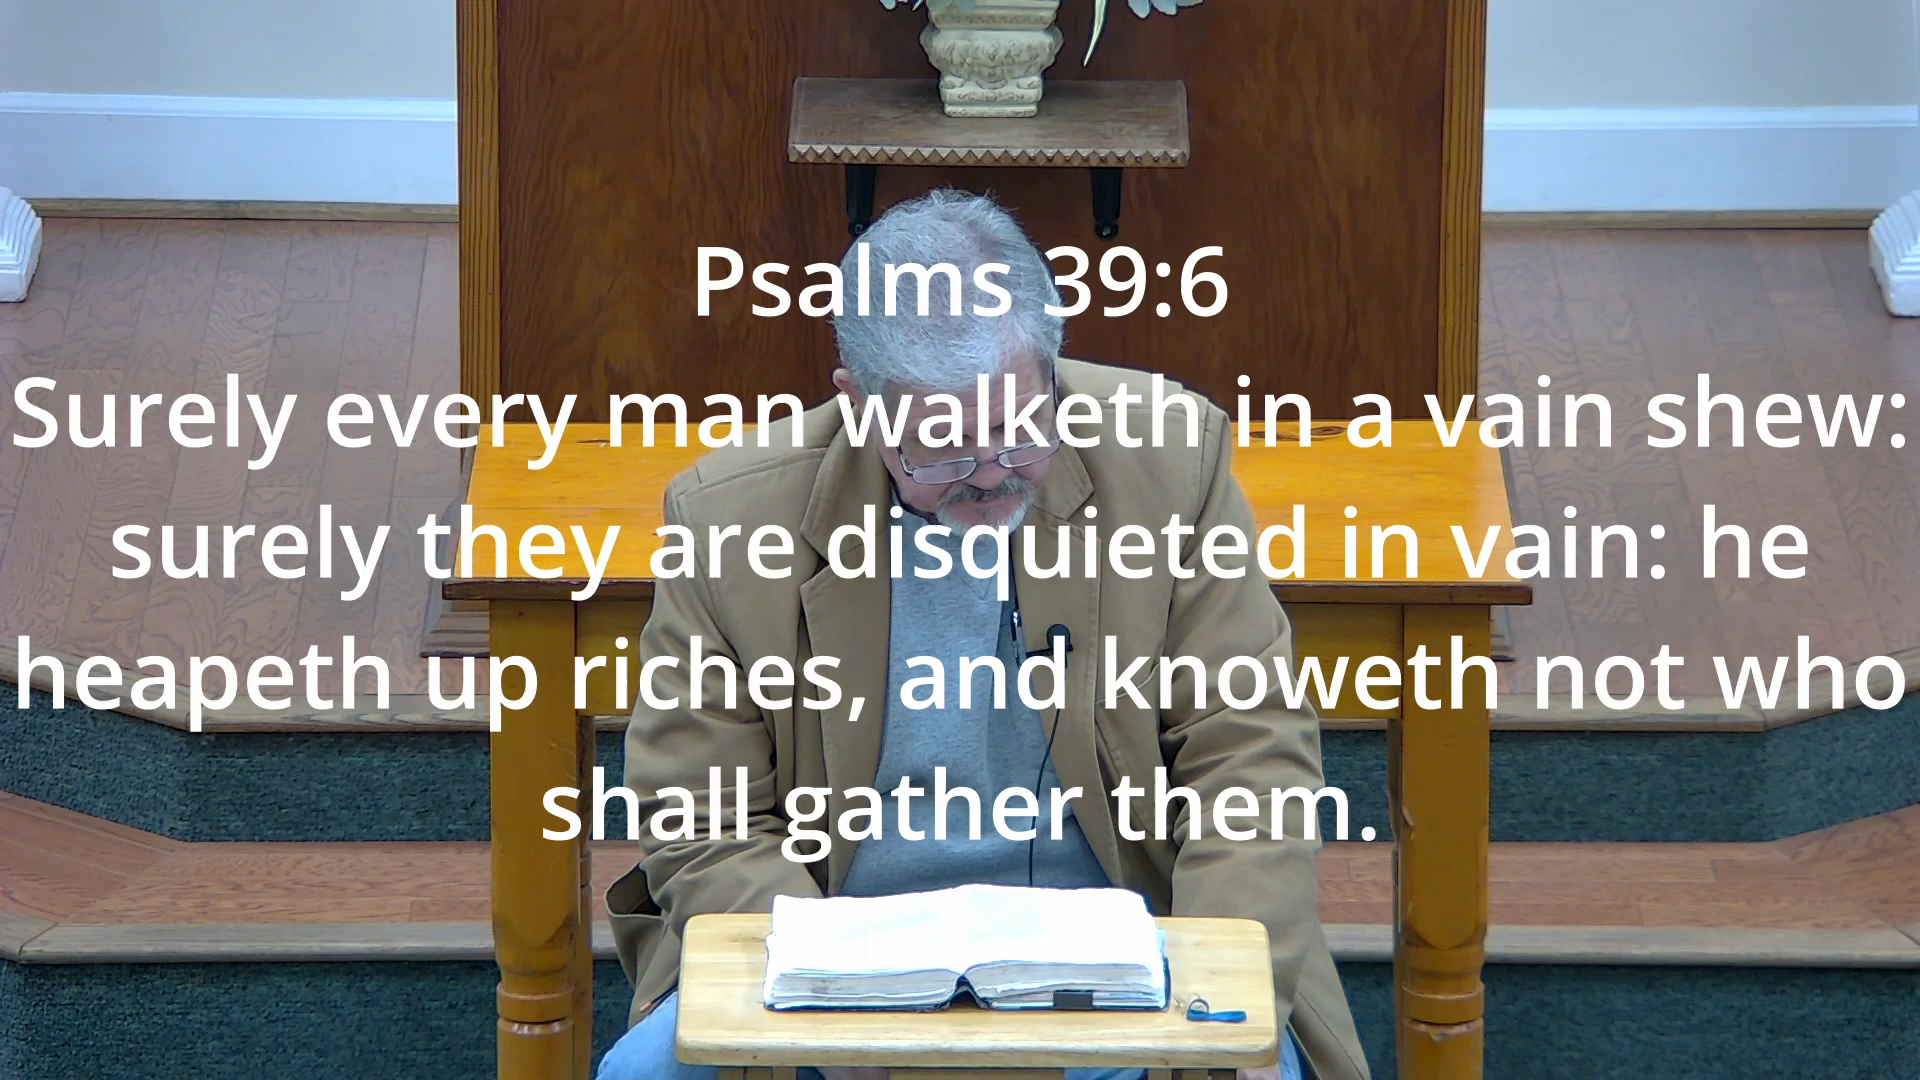 Psalms 39:6
Surely every man walketh in a vain shew:
surely they are disquieted in vain: he
heapeth up riches, and knoweth not who
shall gather them.